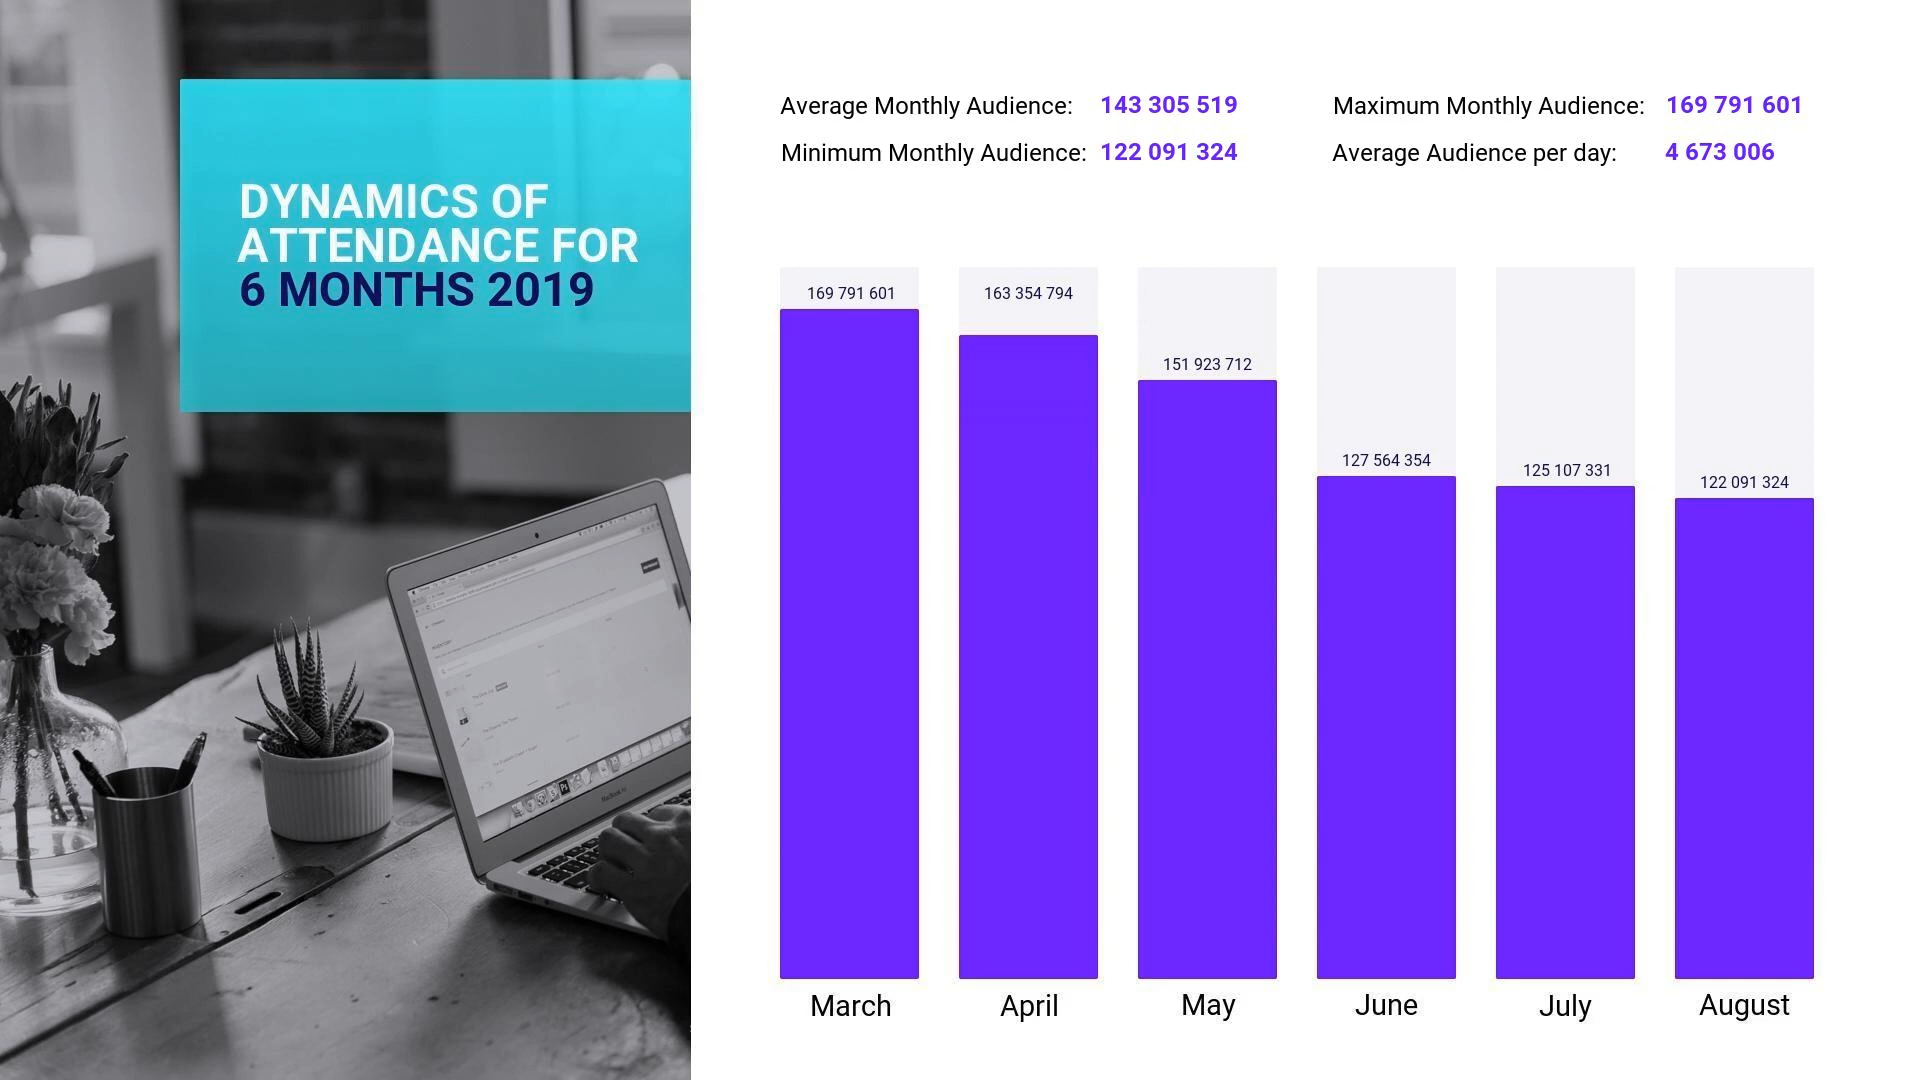 DYNAMICS OF
ATTENDANCE FOR
6 MONTHS 2019
Average Monthly Audience: 143 305 519
Minimum Monthly Audience: 122 091 324
Maximum Monthly Audience: 169 791 601
Average Audience per day: 4 673 006
169 791 601
163 354 794
151 923 712
127 564 354
125 107 331
122 091 324
March
April
May
June
July
August